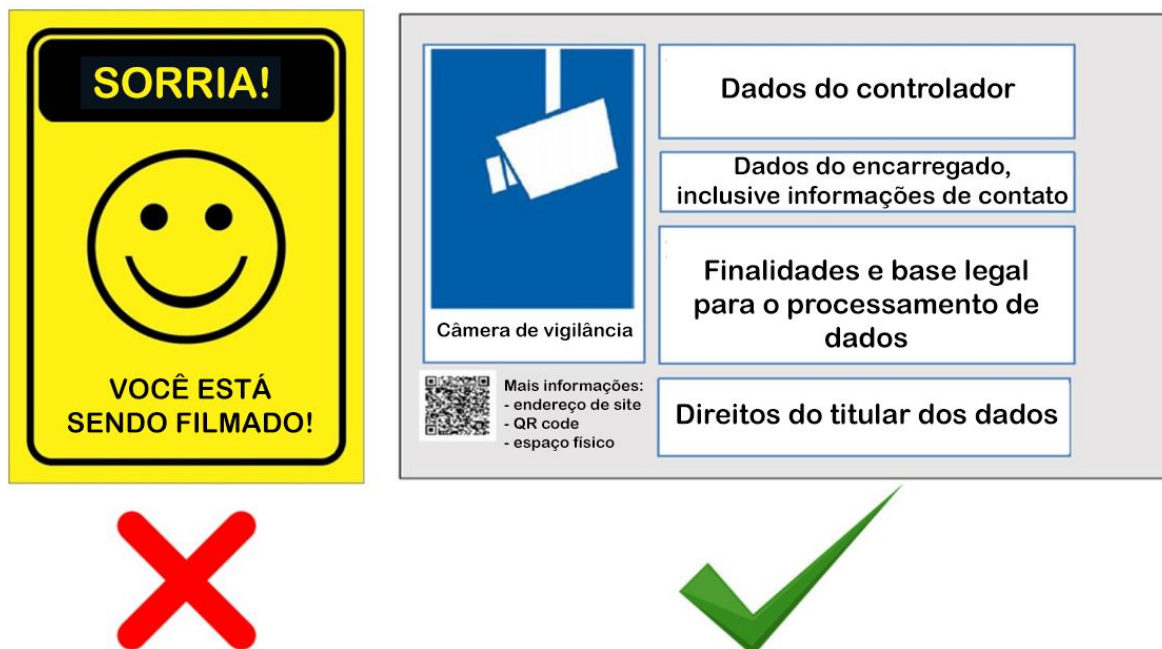 SORRIA!
VOCÊ ESTÁ
SENDO FILMADO!
Câmera de vigilância
Mais informações:
- endereço de site
- QR code
- espaço físico
Dados do controlador
Dados do encarregado,
inclusive informações de contato
Finalidades e base legal
para o processamento de
dados
Direitos do titular dos dados